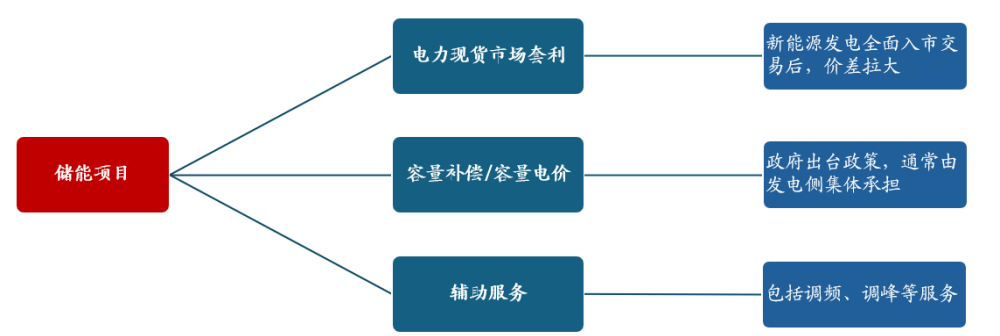 电力现货市场套利
新能源发电全面入市交
易后，价差拉大
储能项目
容量补偿/容量电价
政府出台政策，通常由
发电侧集体承担
辅助服务
包括调频、调峰等服务